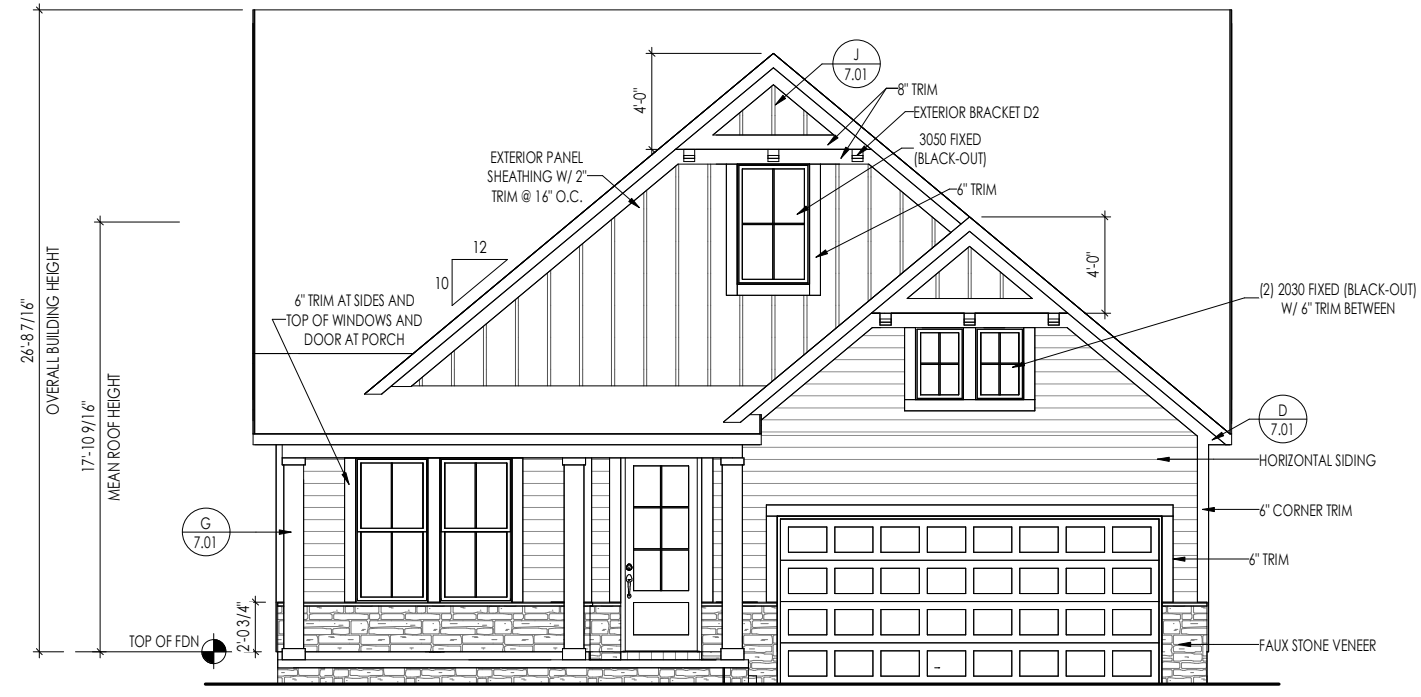 J
7.01
4'-0"
8" TRIM
EXTERIOR BRACKET D2
3050 FIXED
(BLACK-OUT)
EXTERIOR PANEL
SHEATHING W/ 2"
TRIM @ 16" O.C.
6" TRIM
12
10
4'-0"
(2) 2030 FIXED (BLACK-OUT)
W/ 6" TRIM BETWEEN
6" TRIM AT SIDES AND
TOP OF WINDOWS AND
DOOR AT PORCH
26'-8 7/16"
OVERALL BUILDING HEIGHT
17'-10 9/16"
MEAN ROOF HEIGHT
D
7.01
HORIZONTAL SIDING
6" CORNER TRIM
G
7.01
6" TRIM
2'-0 3/4"
TOP OF FDN
FAUX STONE VENEER